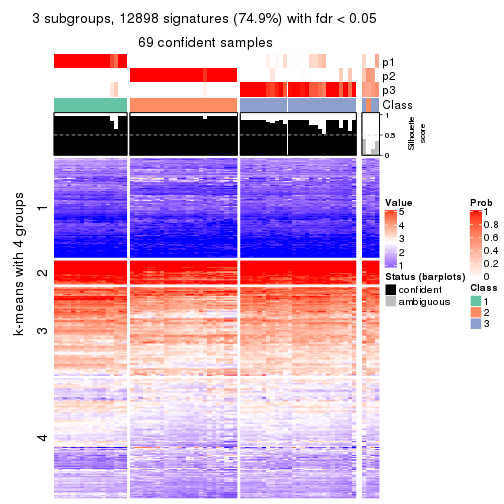 3 subgroups, 12898 signatures (74.9%) with fdr < 0.05
69 confident samples
p1
p2
p3
Class
1
0.5
0
Silhouette
score
k-means with 4 groups
1
2
3
4
Value
5
4
3
2
1
Status (barplots)
confident
ambiguous
Prob
1
0.8
0.6
0.4
0.2
0
Class
1
2
3